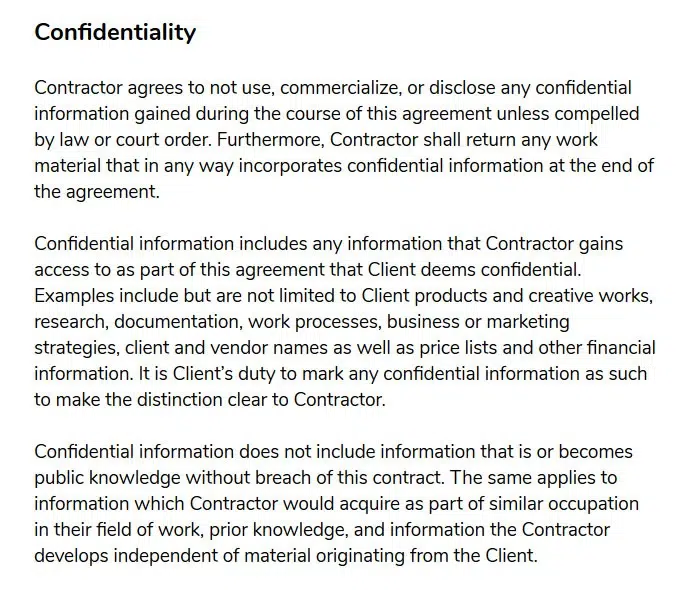 Confidentiality
Contractor agrees to not use, commercialize, or disclose any confidential
information gained during the course of this agreement unless compelled
by law or court order. Furthermore, Contractor shall return any work
material that in any way incorporates confidential information at the end of
the agreement.
Confidential information includes any information that Contractor gains
access to as part of this agreement that Client deems confidential.
Examples include but are not limited to Client products and creative works,
research, documentation, work processes, business or marketing
strategies, client and vendor names as well as price lists and other financial
information. It is Client’s duty to mark any confidential information as such
to make the distinction clear to Contractor.
Confidential information does not include information that is or becomes
public knowledge without breach of this contract. The same applies to
information which Contractor would acquire as part of similar occupation
in their field of work, prior knowledge, and information the Contractor
develops independent of material originating from the Client.